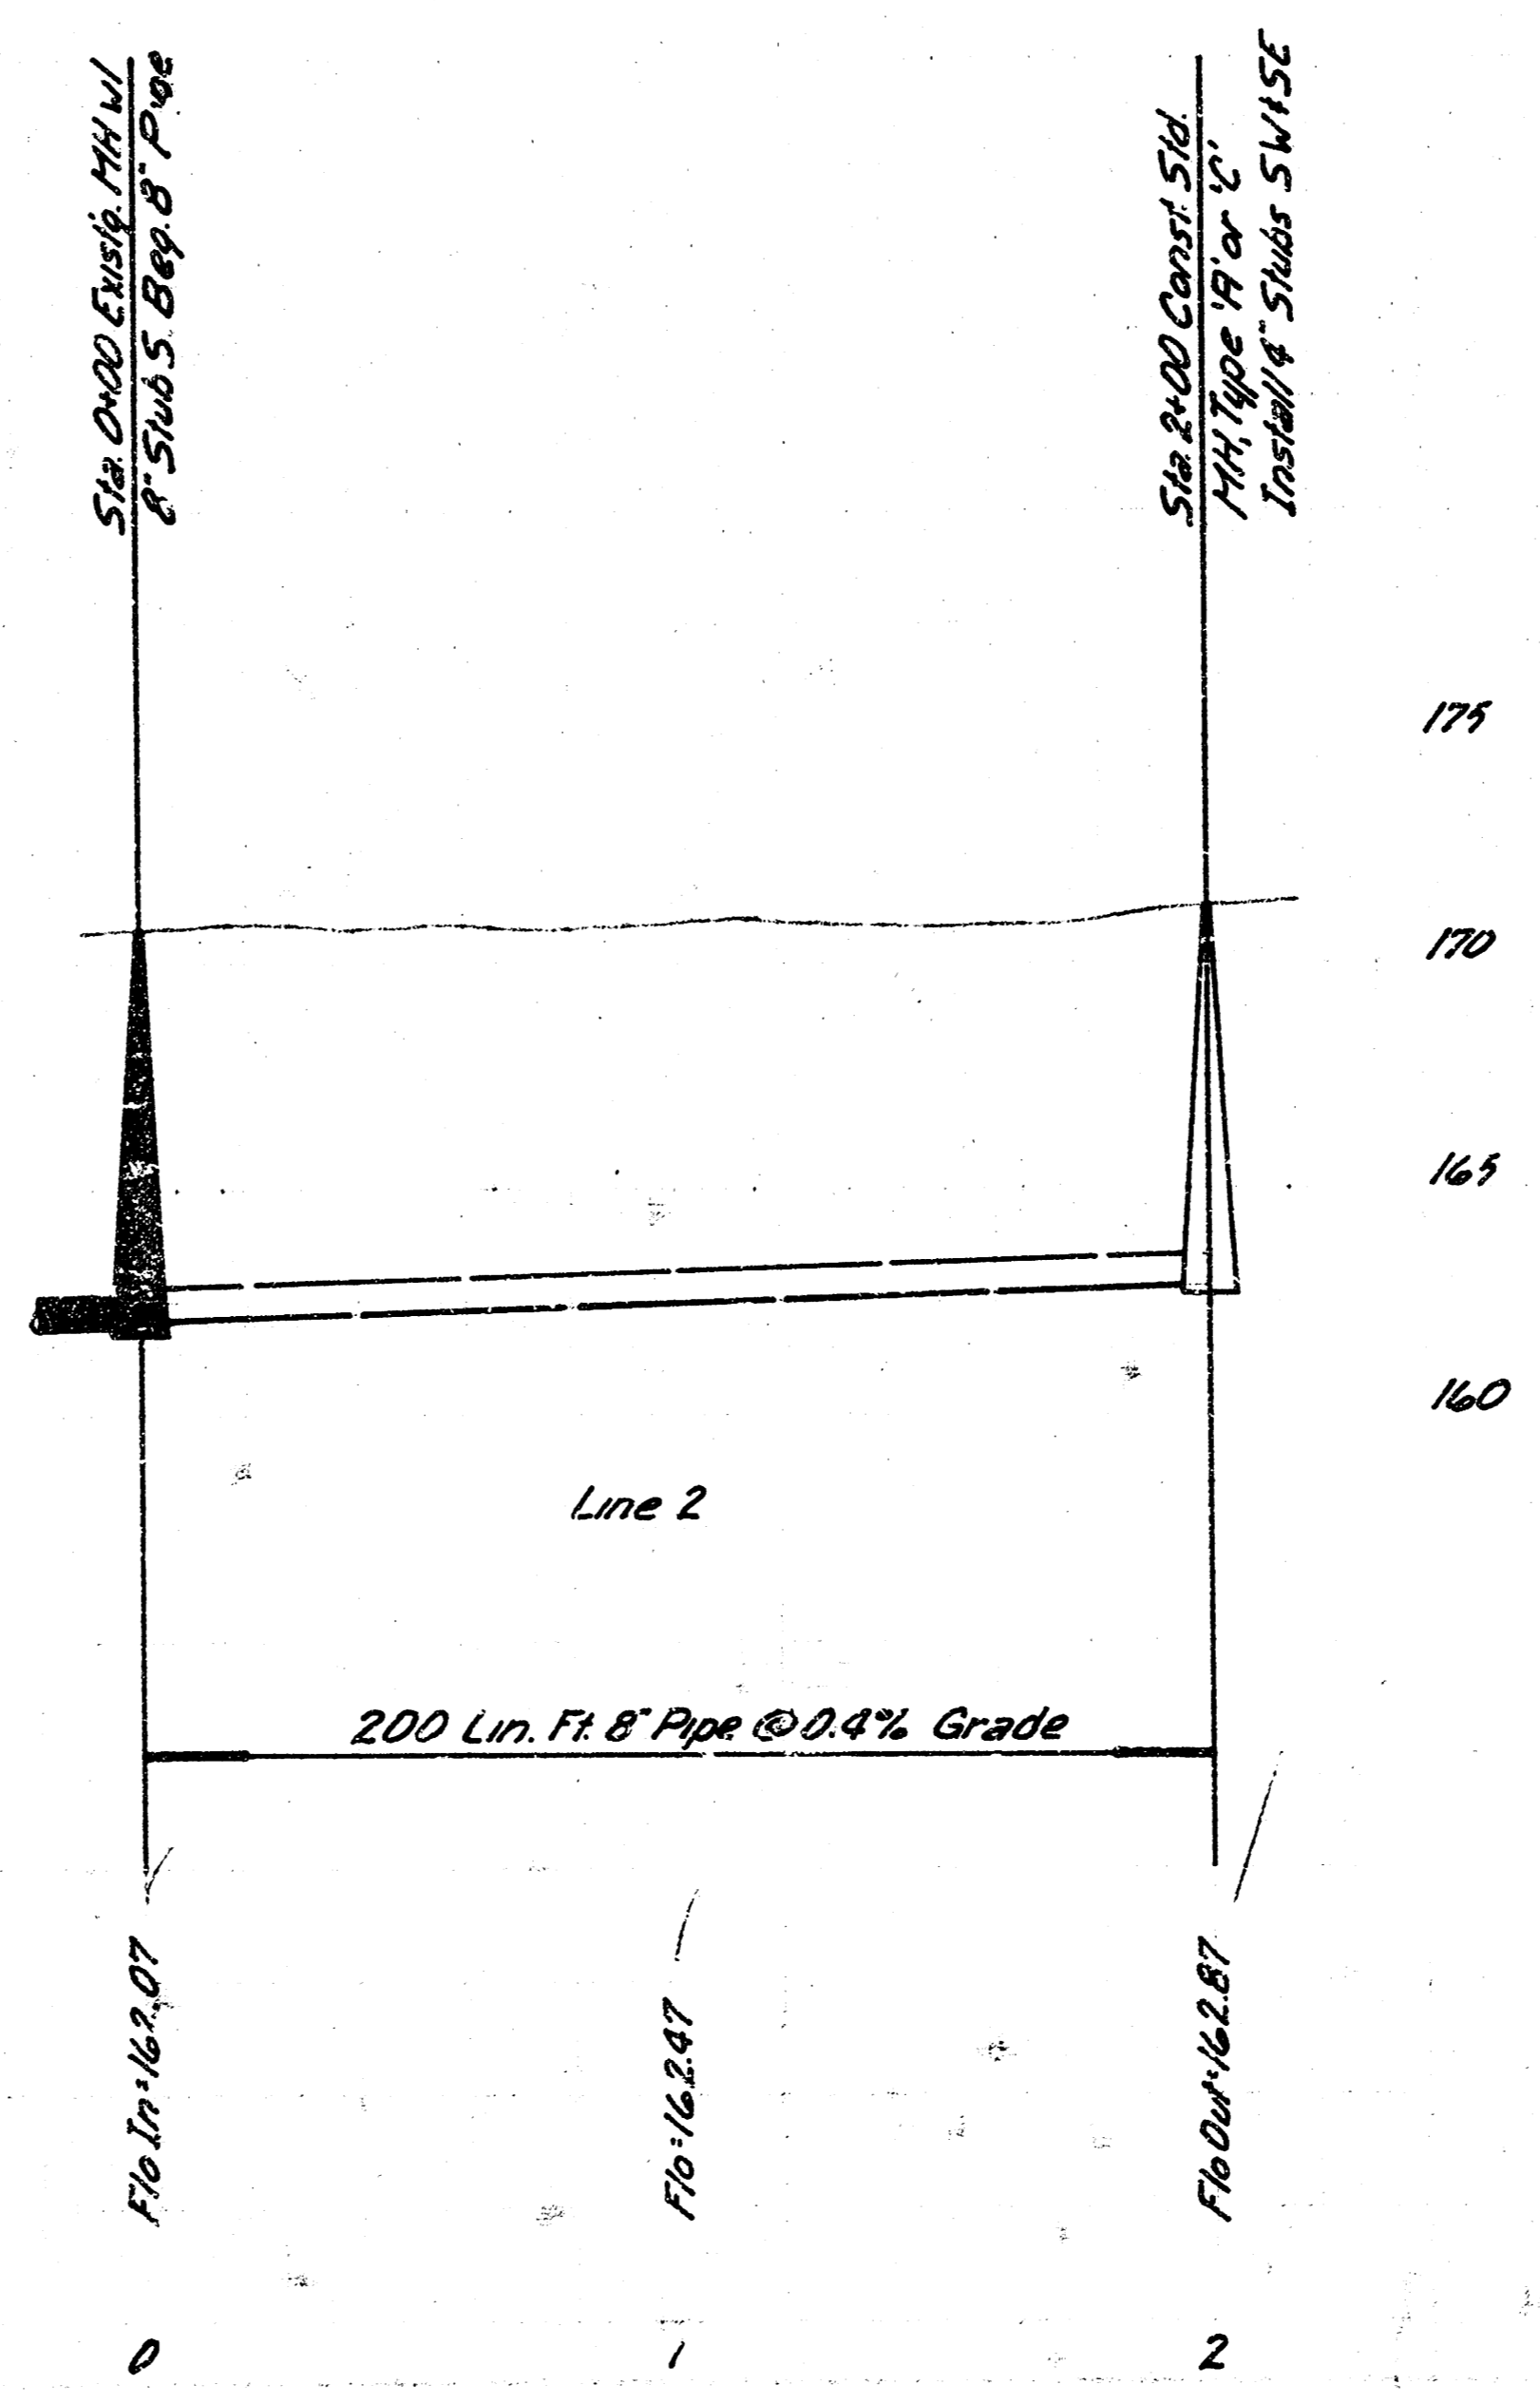 Sta. 0+00 Existg. MH w/
8" Stub S. Beg. 8" Pipe
Sta. 2+00 Const. Std.
MH, Type 'A' or 'C'
Install 4" Stubs SW & SE
175
170
165
160
Line 2
200 Lin. Ft. 8" Pipe @ 0.4% Grade
Flo In = 162.07
Flo = 162.47
Flo Out = 162.87
0
1
2